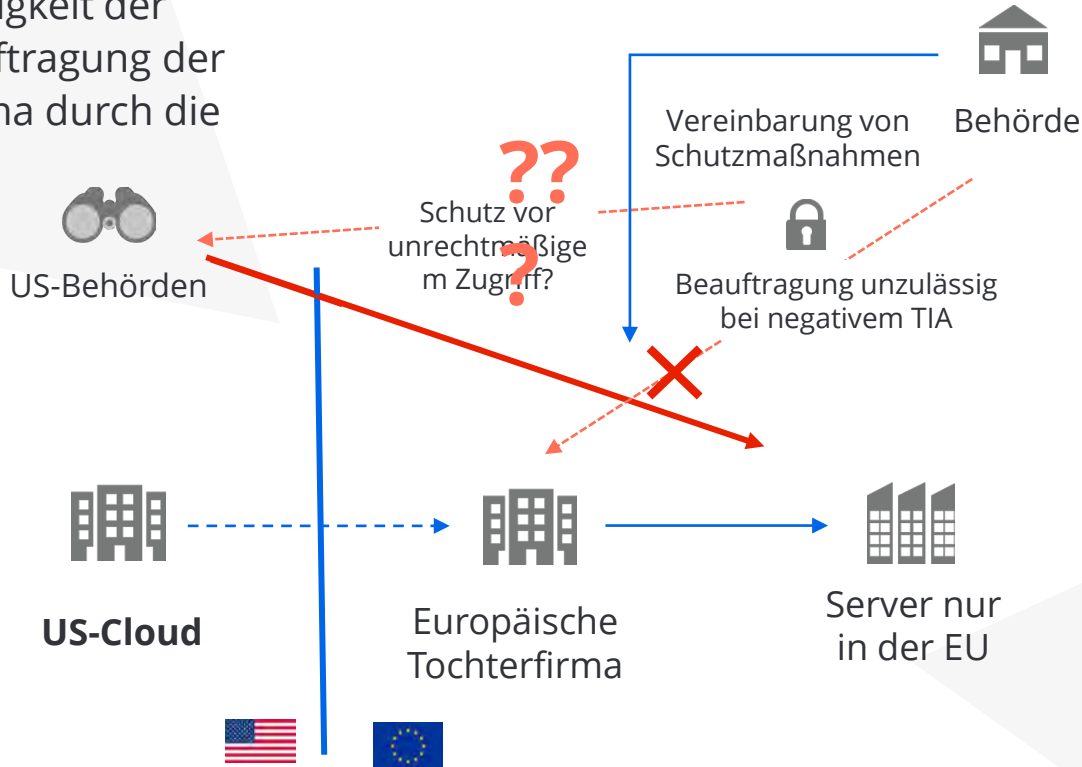 igkeit der
ftragung der
na durch die
Behörde
Vereinbarung von
Schutzmaßnahmen
??
Schutz vor
unrechtmäßige
m Zugriff?
?
US-Behörden
Beauftragung unzulässig
bei negativem TIA
US-Cloud
Europäische
Tochterfirma
Server nur
in der EU